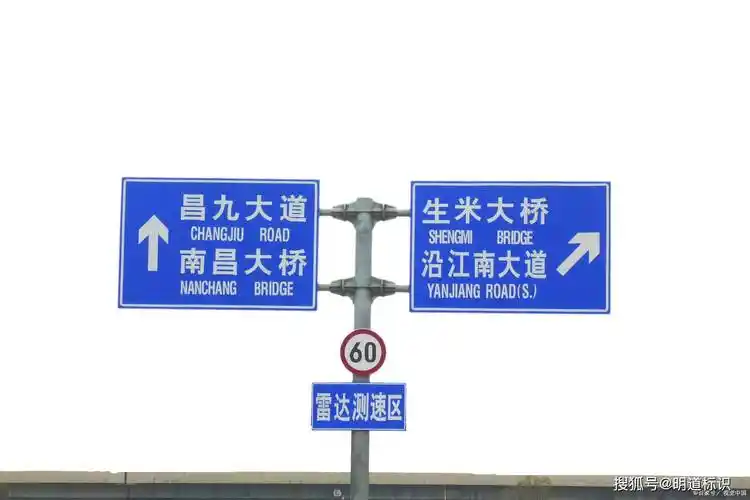 昌九大道
CHANGJIU ROAD
南昌大桥
NANCHANG BRIDGE
生米大桥
SHENGMI BRIDGE
沿江南大道
YANJIANG ROAD(S.)
60
雷达测速区
搜狐号@明道标识